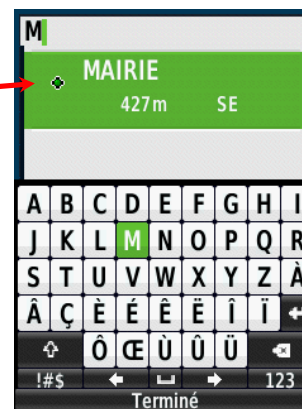 M
MAIRIE
427m SE
A B C D E F G H I
J K L M N O P Q R
S T U V W X Y Z À
Â Ç È É Ê Ë Î Ï
Ô Œ Ù Û Ü
!#$ 123
Terminé